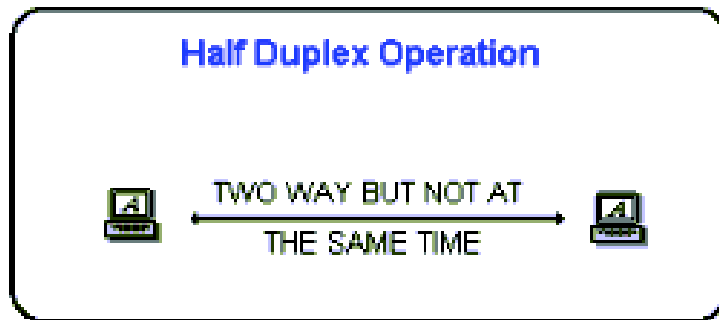 Half Duplex Operation
TWO WAY BUT NOT AT
THE SAME TIME
A
A